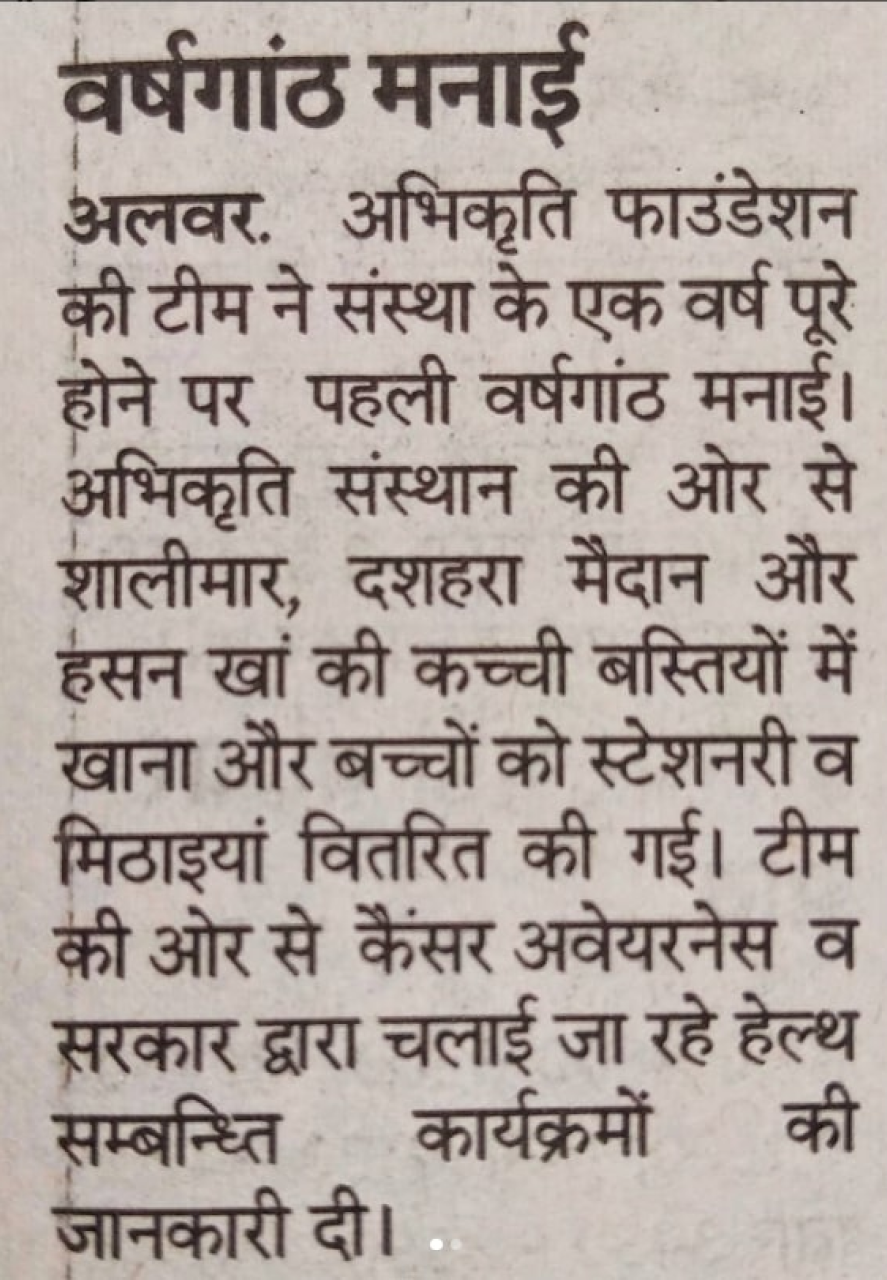 वर्षगांठ मनाई
अलवर. अभिकृति फाउंडेशन
की टीम ने संस्था के एक वर्ष पूरे
होने पर पहली वर्षगांठ मनाई।
अभिकृति संस्थान की ओर से
शालीमार, दशहरा मैदान और
हसन खां की कच्ची बस्तियों में
खाना और बच्चों को स्टेशनरी व
मिठाइयां वितरित की गई। टीम
की ओर से कैंसर अवेयरनेस व
सरकार द्वारा चलाई जा रहे हेल्थ
सम्बन्ध्ति कार्यक्रमों की
जानकारी दी।